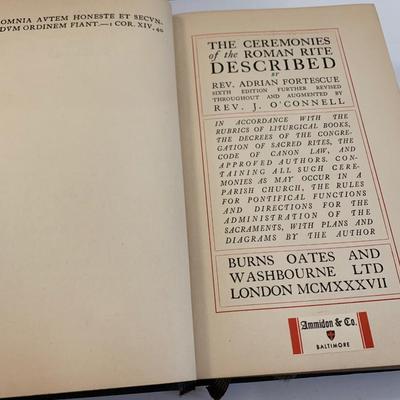 OMNIA AVTEM HONESTE ET SECVN-
DVM ORDINEM FIANT.—1 COR. XIV, 40
THE CEREMONIES
of the ROMAN RITE
DESCRIBED
BY
REV. ADRIAN FORTESCUE
SIXTH EDITION FURTHER REVISED
THROUGHOUT AND AUGMENTED BY
REV. J. O'CONNELL
IN ACCORDANCE WITH THE
RUBRICS OF LITURGICAL BOOKS,
THE DECREES OF THE CONGRE-
GATION OF SACRED RITES, THE
CODE OF CANON LAW, AND
APPROVED AUTHORS. CON-
TAINING ALL SUCH CERE-
MONIES AS MAY OCCUR IN A
PARISH CHURCH, THE RULES
FOR PONTIFICAL FUNCTIONS
AND DIRECTIONS FOR THE
ADMINISTRATION OF THE
SACRAMENTS, WITH PLANS AND
DIAGRAMS BY THE AUTHOR
BURNS OATES AND
WASHBOURNE LTD
LONDON MCMXXXVII
Ammidon & Co.
BALTIMORE